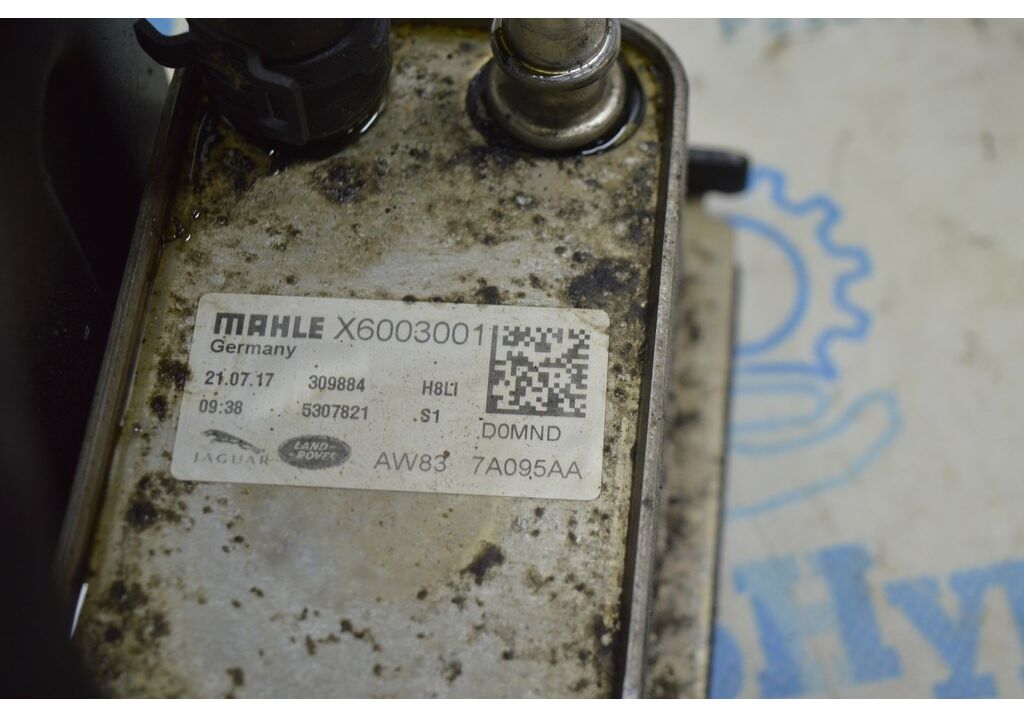 MAHLE X6003001
Germany
21.07.17 309884 H8LI
09:38 5307821 S1
D0MND
JAGUAR LAND-ROVER AW83 7A095AA